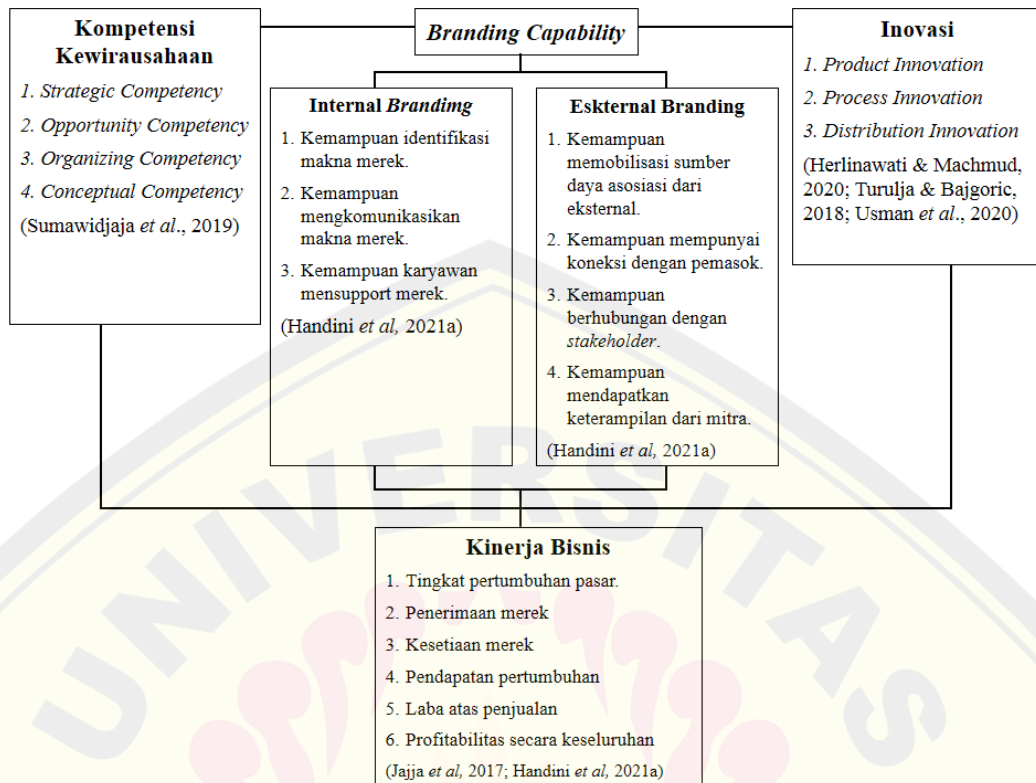 Kompetensi
Kewirausahaan
1. Strategic Competency
2. Opportunity Competency
3. Organizing Competency
4. Conceptual Competency
(Sumawidjaja et al., 2019)
Branding Capability
Internal Brandimg
1. Kemampuan identifikasi
makna merek.
2. Kemampuan
mengkomunikasikan
makna merek.
3. Kemampuan karyawan
mensupport merek.
(Handini et al, 2021a)
Eskternal Branding
1. Kemampuan
memobilisasi sumber
daya asosiasi dari
eksternal.
2. Kemampuan mempunyai
koneksi dengan pemasok.
3. Kemampuan
berhubungan dengan
stakeholder.
4. Kemampuan
mendapatkan
keterampilan dari mitra.
(Handini et al, 2021a)
Inovasi
1. Product Innovation
2. Process Innovation
3. Distribution Innovation
(Herlinawati & Machmud,
2020; Turulja & Bajgoric,
2018; Usman et al., 2020)
Kinerja Bisnis
1. Tingkat pertumbuhan pasar.
2. Penerimaan merek
3. Kesetiaan merek
4. Pendapatan pertumbuhan
5. Laba atas penjualan
6. Profitabilitas secara keseluruhan
(Jajja et al, 2017; Handini et al, 2021a)
UNIVERSITAS